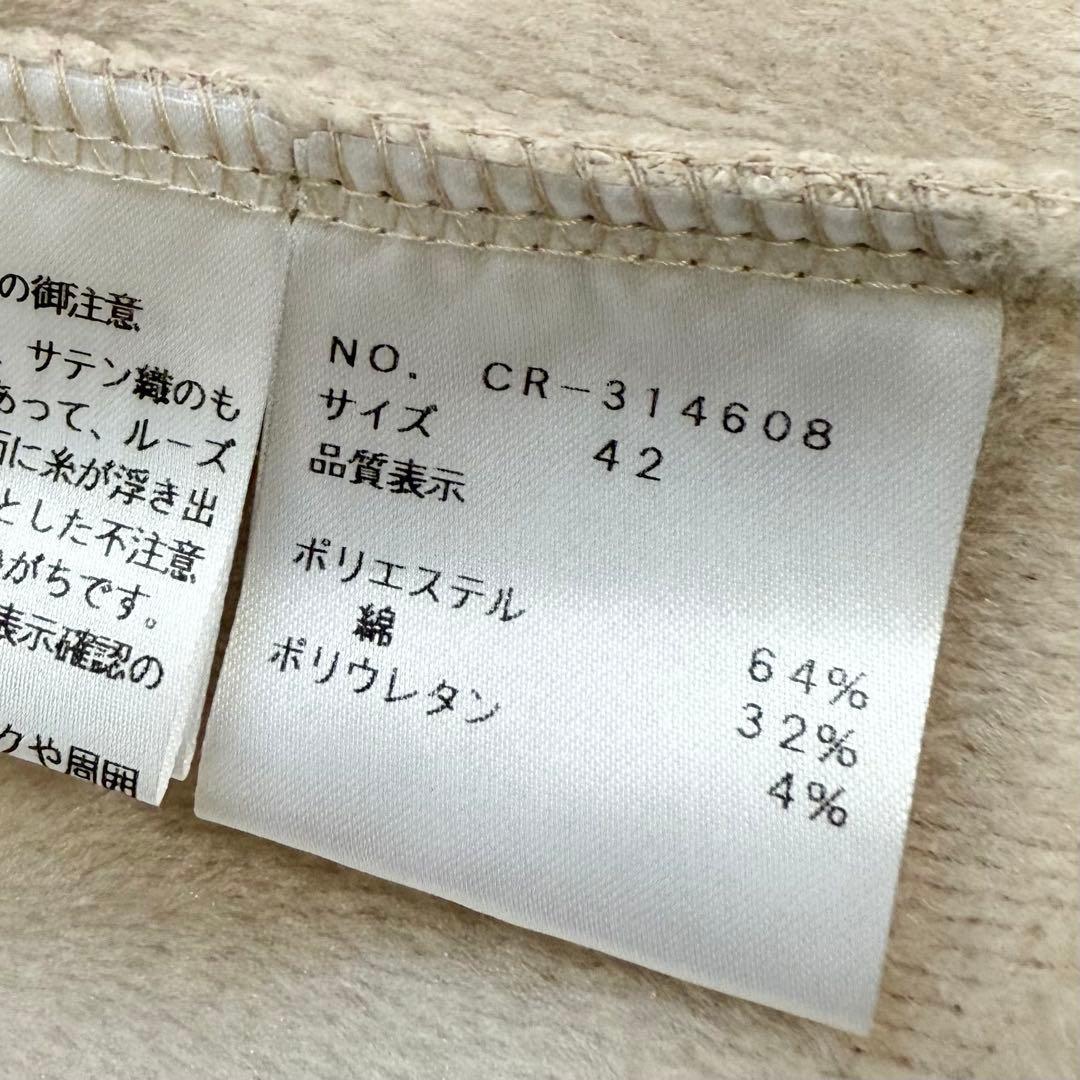 の御注意
、サテン織のも
あって、ルーズ
面に糸が浮き出
とした不注意
がちです。
表示確認の
クや周囲
NO. CR-314608
サイズ 42
品質表示
ポリエステル 64%
綿 32%
ポリウレタン 4%